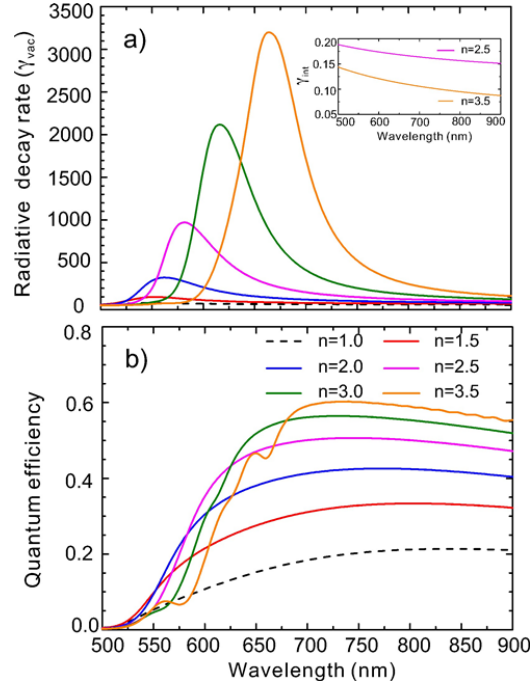 a)
Radiative decay rate (γvac)
3500
3000
2500
2000
1500
1000
500
0
0.20
0.15
0.10
0.05
γint
n=2.5
n=3.5
500 600 700 800 900
Wavelength (nm)
b)
Quantum efficiency
0.8
0.6
0.4
0.2
0.0
n=1.0 n=1.5
n=2.0 n=2.5
n=3.0 n=3.5
500 550 600 650 700 750 800 850 900
Wavelength (nm)